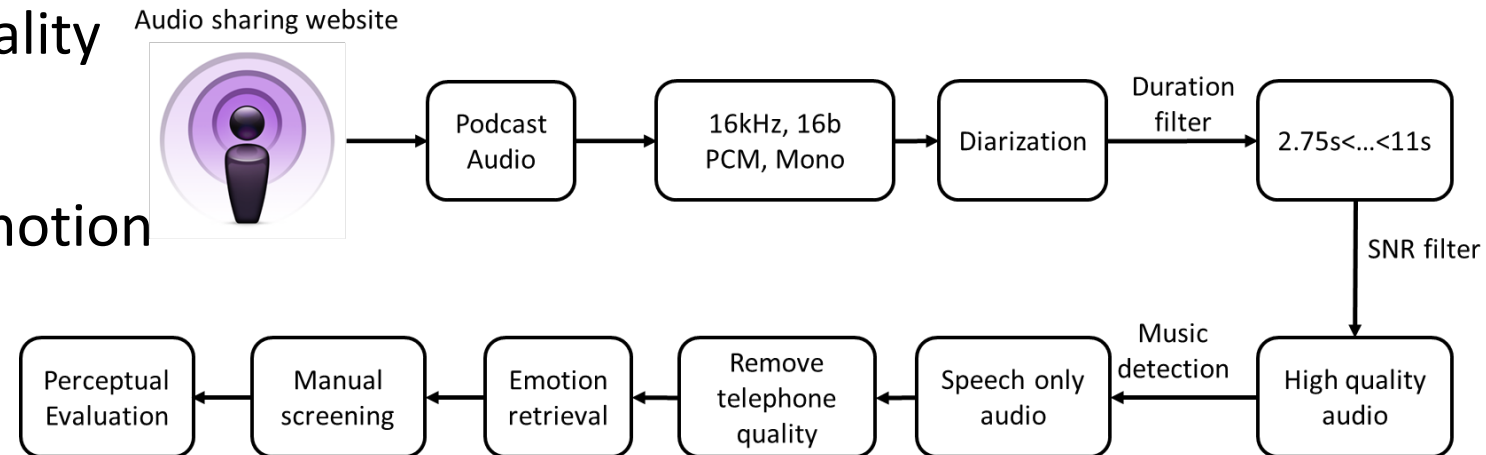 ality
Audio sharing website
notion
Podcast
Audio
16kHz, 16b
PCM, Mono
Diarization
Duration
filter
2.75s<...<11s
SNR filter
High quality
audio
Music
detection
Speech only
audio
Remove
telephone
quality
Emotion
retrieval
Manual
screening
Perceptual
Evaluation